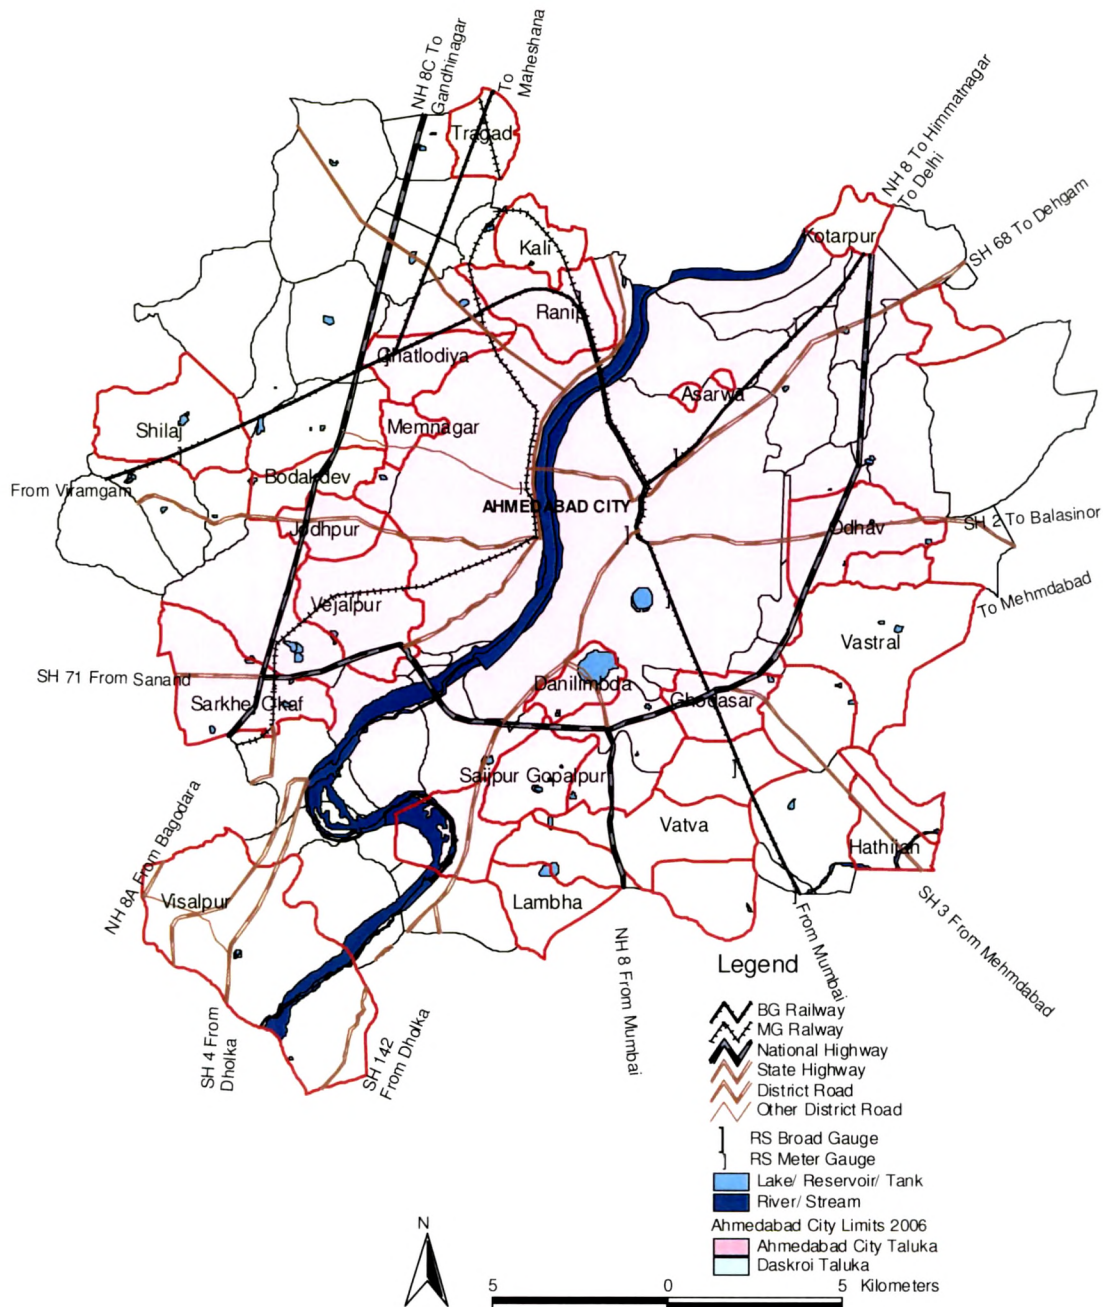 NH 8C To
Gandhinagar
To
Maheshana
Tragad
NH 8 To Himmatnagar
To Delhi
SH 68 To Dehgam
Kotarpur
Kali
Ranip
Ghatlodiya
Asarwa
Shilaj
Memnagar
Bodakdev
From Viramgam
AHMEDABAD CITY
Jodhpur
Odhav
SH 2 To Balasinor
Vejalpur
To Mehmdabad
Vastral
SH 71 From Sanand
Sarkhej Okaf
Danilimbda
Ghodasar
Saijpur Gopalpur
Vatva
Hathijan
NH 8A From Bagodara
Visalpur
Lambha
SH 4 From
Dholka
SH 142
From Dholka
NH 8 From Mumbai
From Mumbai
SH 3 From Mehmdabad
Legend
BG Railway
MG Ralway
National Highway
State Highway
District Road
Other District Road
RS Broad Gauge
RS Meter Gauge
Lake/ Reservoir/ Tank
River/ Stream
Ahmedabad City Limits 2006
Ahmedabad City Taluka
Daskroi Taluka
N
5 0 5 Kilometers